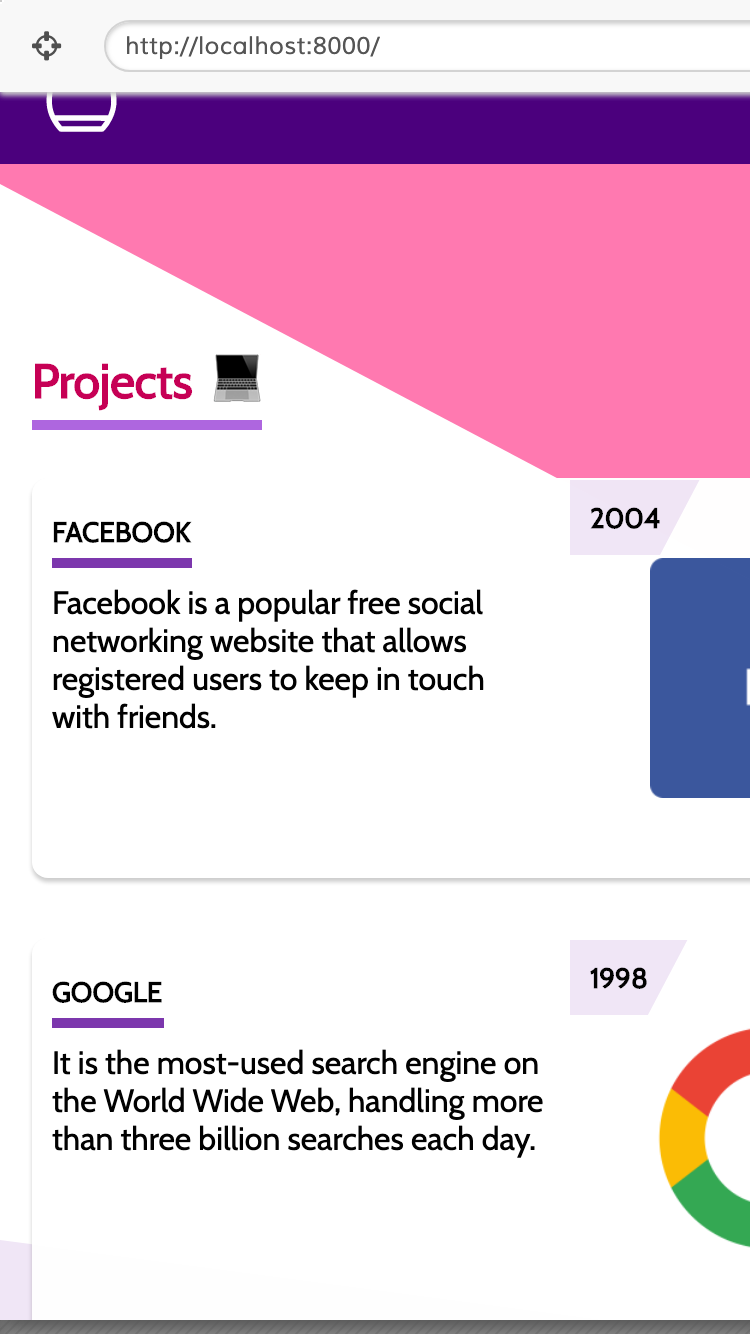 http://localhost:8000/
Projects
FACEBOOK
2004
Facebook is a popular free social
networking website that allows
registered users to keep in touch
with friends.
GOOGLE
1998
It is the most-used search engine on
the World Wide Web, handling more
than three billion searches each day.